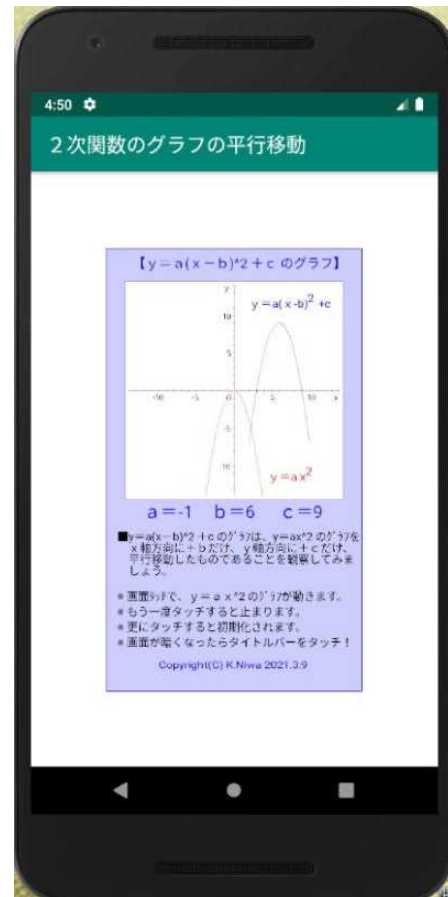 4:50
２次関数のグラフの平行移動
【ｙ＝a(ｘ－b)^2＋c のグラフ】
y
y =a( x -b)² +c
10
5
-10 -5 0 5 10 x
-5
-10
y =a x²
a＝-1 b＝6 c＝9
■y＝a(x－b)^2 ＋c のｸﾞﾗﾌは、y＝ax^2 のｸﾞﾗﾌを
ｘ軸方向に＋ｂだけ、ｙ軸方向に＋ｃだけ、
平行移動したものであることを観察してみま
しょう。
※画面ﾀｯﾁで、ｙ＝ａｘ^2 のｸﾞﾗﾌが動きます。
※もう一度タッチすると止まります。
※更にタッチすると初期化されます。
※画面が暗くなったらタイトルバーをタッチ！
Copyright(C) K.Niwa 2021.3.9